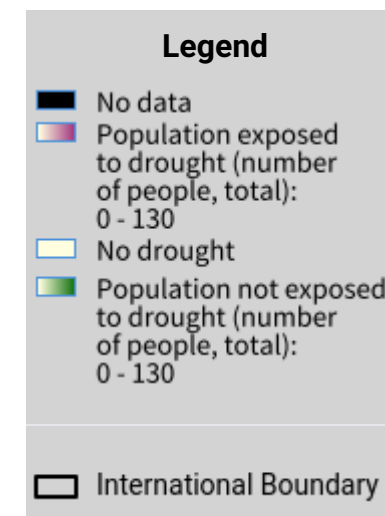 Legend
No data
Population exposed
to drought (number
of people, total):
0 - 130
No drought
Population not exposed
to drought (number
of people, total):
0 - 130
International Boundary